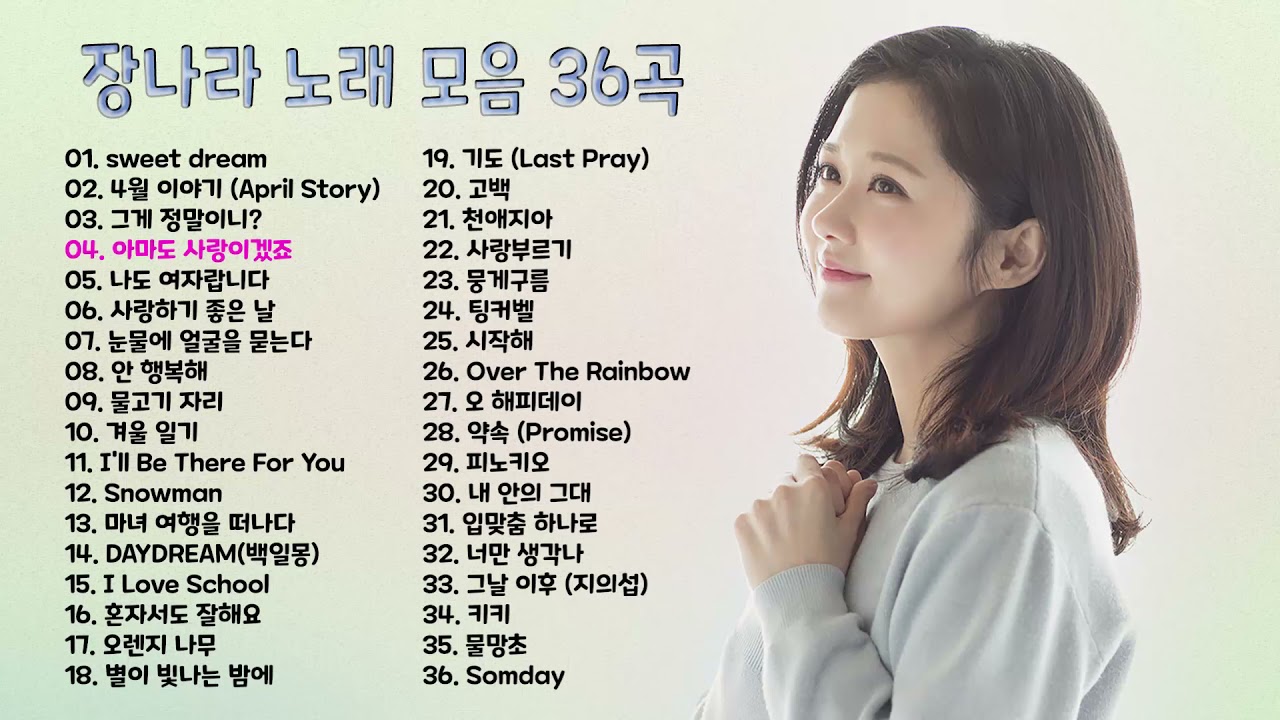 장나라 노래 모음 36곡
01. sweet dream
02. 4월 이야기 (April Story)
03. 그게 정말이니?
04. 아마도 사랑이겠죠
05. 나도 여자랍니다
06. 사랑하기 좋은 날
07. 눈물에 얼굴을 묻는다
08. 안 행복해
09. 물고기 자리
10. 겨울 일기
11. I'll Be There For You
12. Snowman
13. 마녀 여행을 떠나다
14. DAYDREAM(백일몽)
15. I Love School
16. 혼자서도 잘해요
17. 오렌지 나무
18. 별이 빛나는 밤에
19. 기도 (Last Pray)
20. 고백
21. 천애지아
22. 사랑부르기
23. 뭉게구름
24. 팅커벨
25. 시작해
26. Over The Rainbow
27. 오 해피데이
28. 약속 (Promise)
29. 피노키오
30. 내 안의 그대
31. 입맞춤 하나로
32. 너만 생각나
33. 그날 이후 (지의섭)
34. 키키
35. 물망초
36. Somday